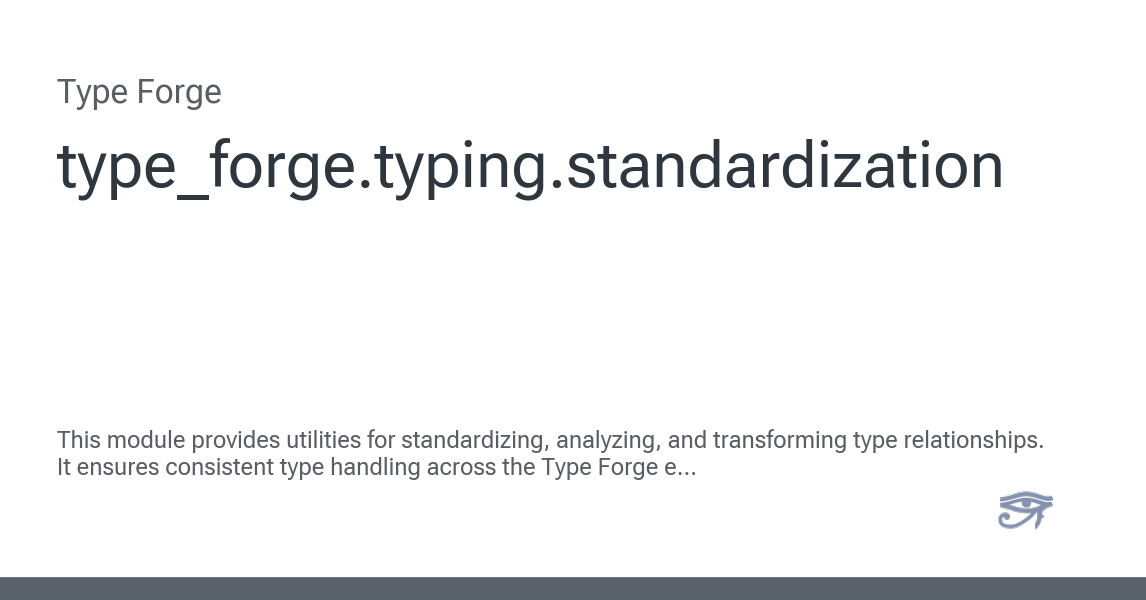 Type Forge
type_forge.typing.standardization
This module provides utilities for standardizing, analyzing, and transforming type relationships.
It ensures consistent type handling across the Type Forge e...